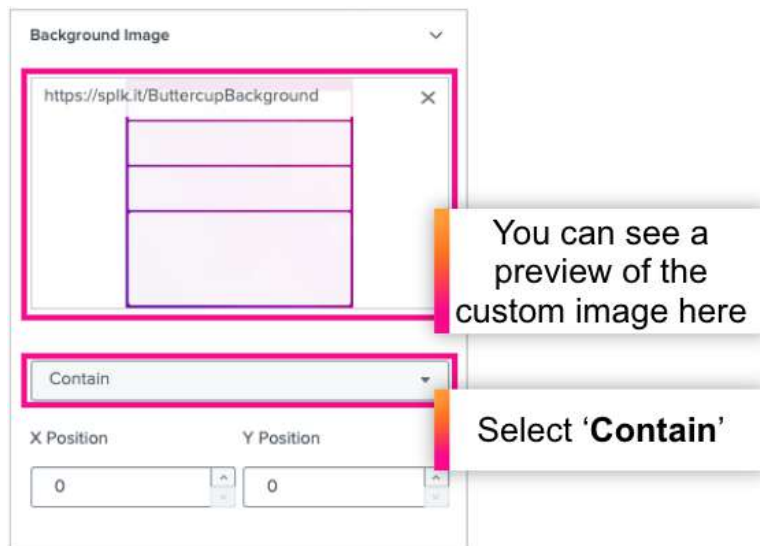 Background Image
https://splk.it/ButtercupBackground
You can see a
preview of the
custom image here
Contain
Select ‘Contain’
X Position
Y Position
0
0